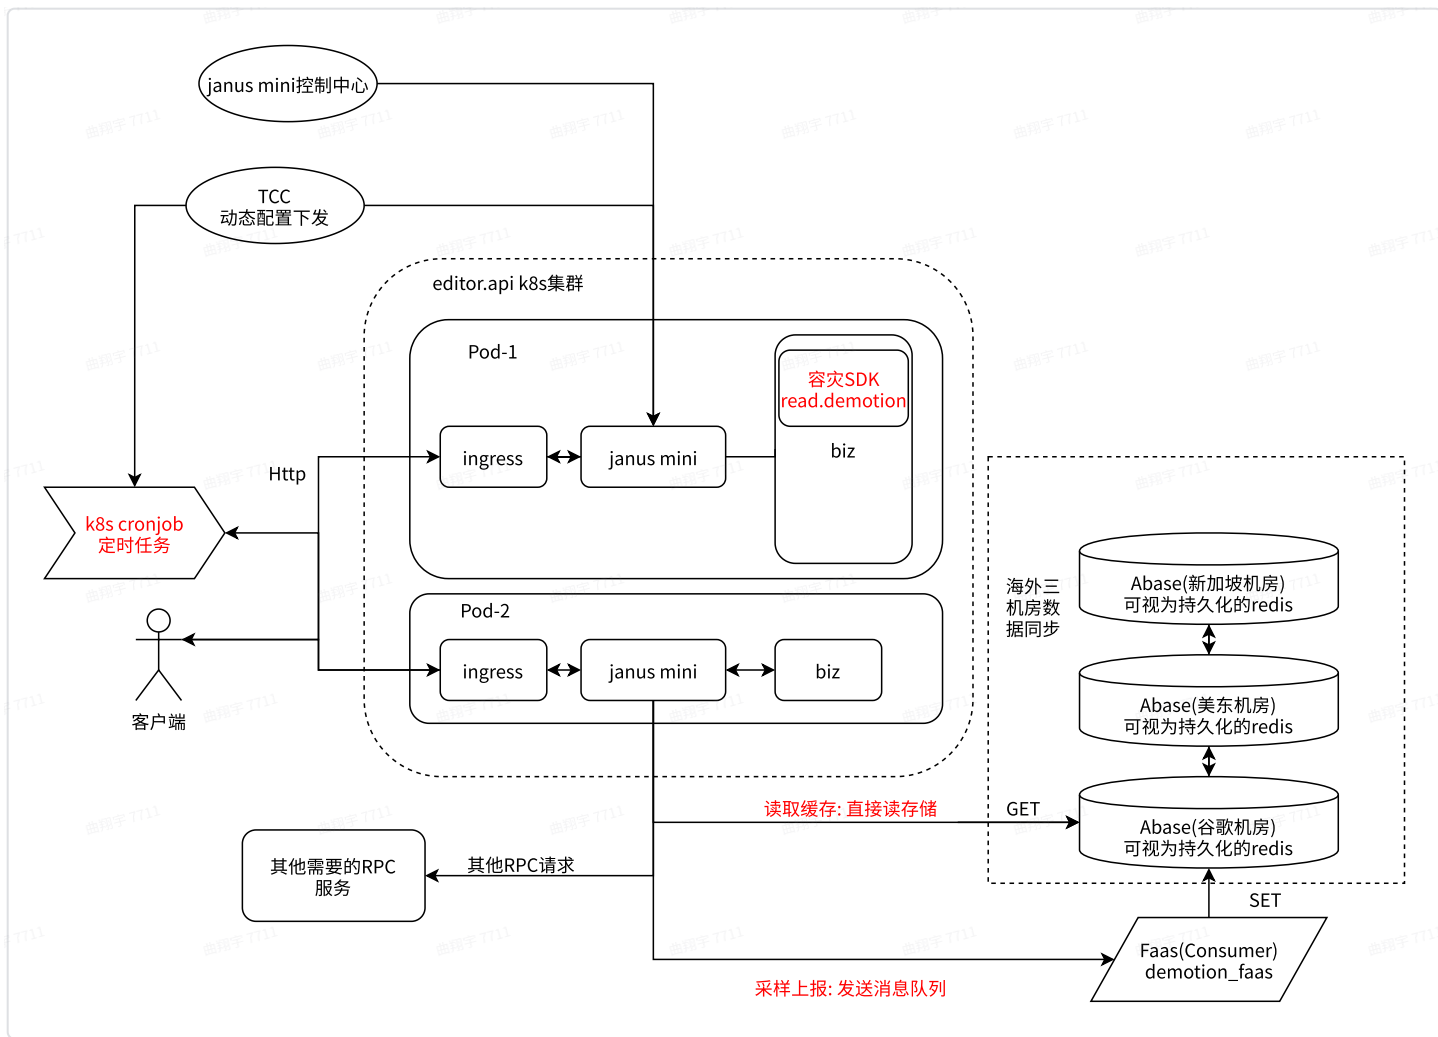 janus mini控制中心
TCC
动态配置下发
editor.api k8s集群
Pod-1
容灾SDK
read.demotion
biz
ingress
janus mini
Http
k8s cronjob
定时任务
Pod-2
ingress
janus mini
biz
客户端
海外三
机房数
据同步
Abase(新加坡机房)
可视为持久化的redis
Abase(美东机房)
可视为持久化的redis
Abase(谷歌机房)
可视为持久化的redis
读取缓存: 直接读存储
GET
其他需要的RPC
服务
其他RPC请求
SET
Faas(Consumer)
demotion_faas
采样上报: 发送消息队列
曲翔宇 7711